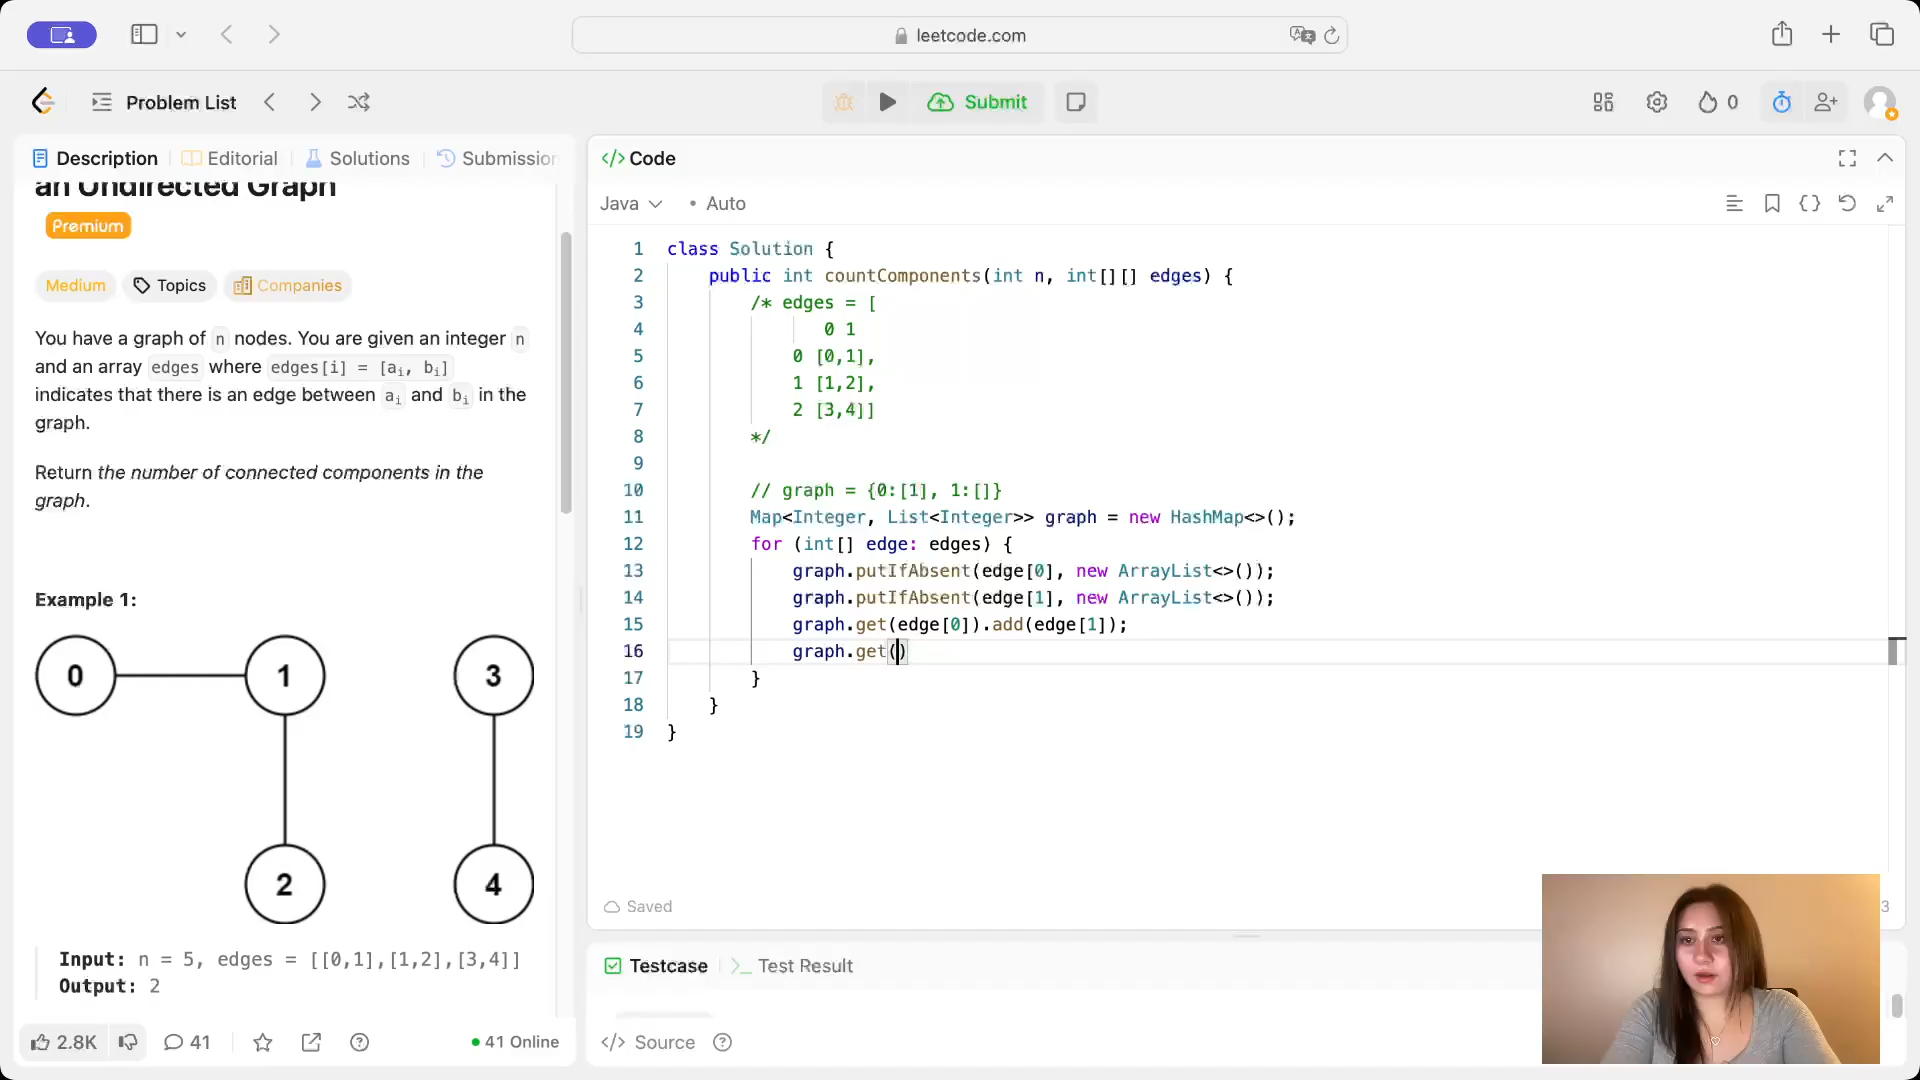 leetcode.com
Problem List
Submit
0
Description
Editorial
Solutions
Submission
an Undirected Graph
Premium
Medium
Topics
Companies
You have a graph of n nodes. You are given an integer n
and an array edges where edges[i] = [ai, bi]
indicates that there is an edge between ai and bi in the
graph.
Return the number of connected components in the
graph.
Example 1:
0
1
3
2
4
Input: n = 5, edges = [[0,1],[1,2],[3,4]]
Output: 2
2.8K
41
41 Online
</> Code
Java
• Auto
1 class Solution {
2 public int countComponents(int n, int[][] edges) {
3 /* edges = [
4 0 1
5 0 [0,1],
6 1 [1,2],
7 2 [3,4]]
8 */
9
10 // graph = {0:[1], 1:[]}
11 Map<Integer, List<Integer>> graph = new HashMap<>();
12 for (int[] edge: edges) {
13 graph.putIfAbsent(edge[0], new ArrayList<>());
14 graph.putIfAbsent(edge[1], new ArrayList<>());
15 graph.get(edge[0]).add(edge[1]);
16 graph.get()
17 }
18 }
19 }
Saved
3
Testcase
Test Result
</> Source